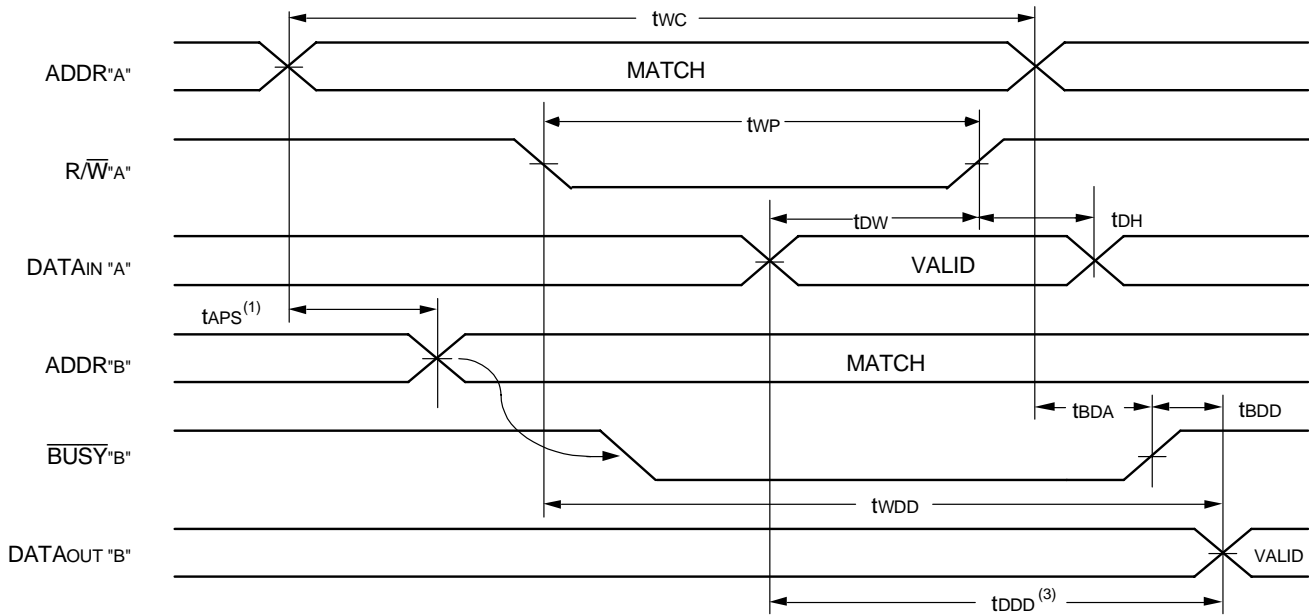 tWC
ADDR"A"
MATCH
tWP
R/W̅"A"
tDW
tDH
DATAIN "A"
VALID
tAPS(1)
ADDR"B"
MATCH
tBDA
tBDD
B̅U̅S̅Y̅"B"
tWDD
DATAOUT "B"
VALID
tDDD(3)